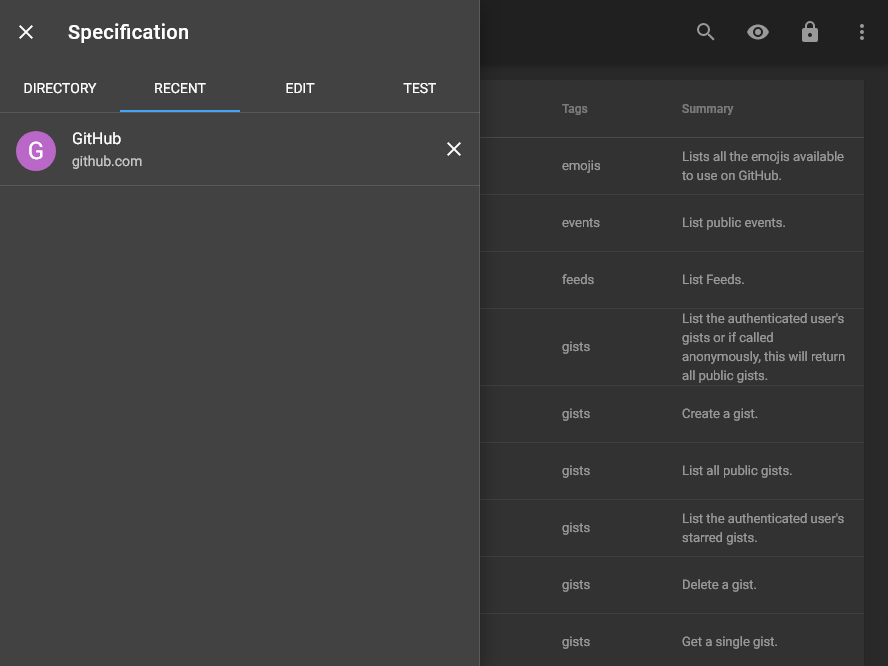 Specification
DIRECTORY RECENT EDIT TEST
G
GitHub
github.com
Tags Summary
emojis
Lists all the emojis available
to use on GitHub.
events
List public events.
feeds
List Feeds.
gists
List the authenticated user's
gists or if called
anonymously, this will return
all public gists.
gists
Create a gist.
gists
List all public gists.
gists
List the authenticated user's
starred gists.
gists
Delete a gist.
gists
Get a single gist.